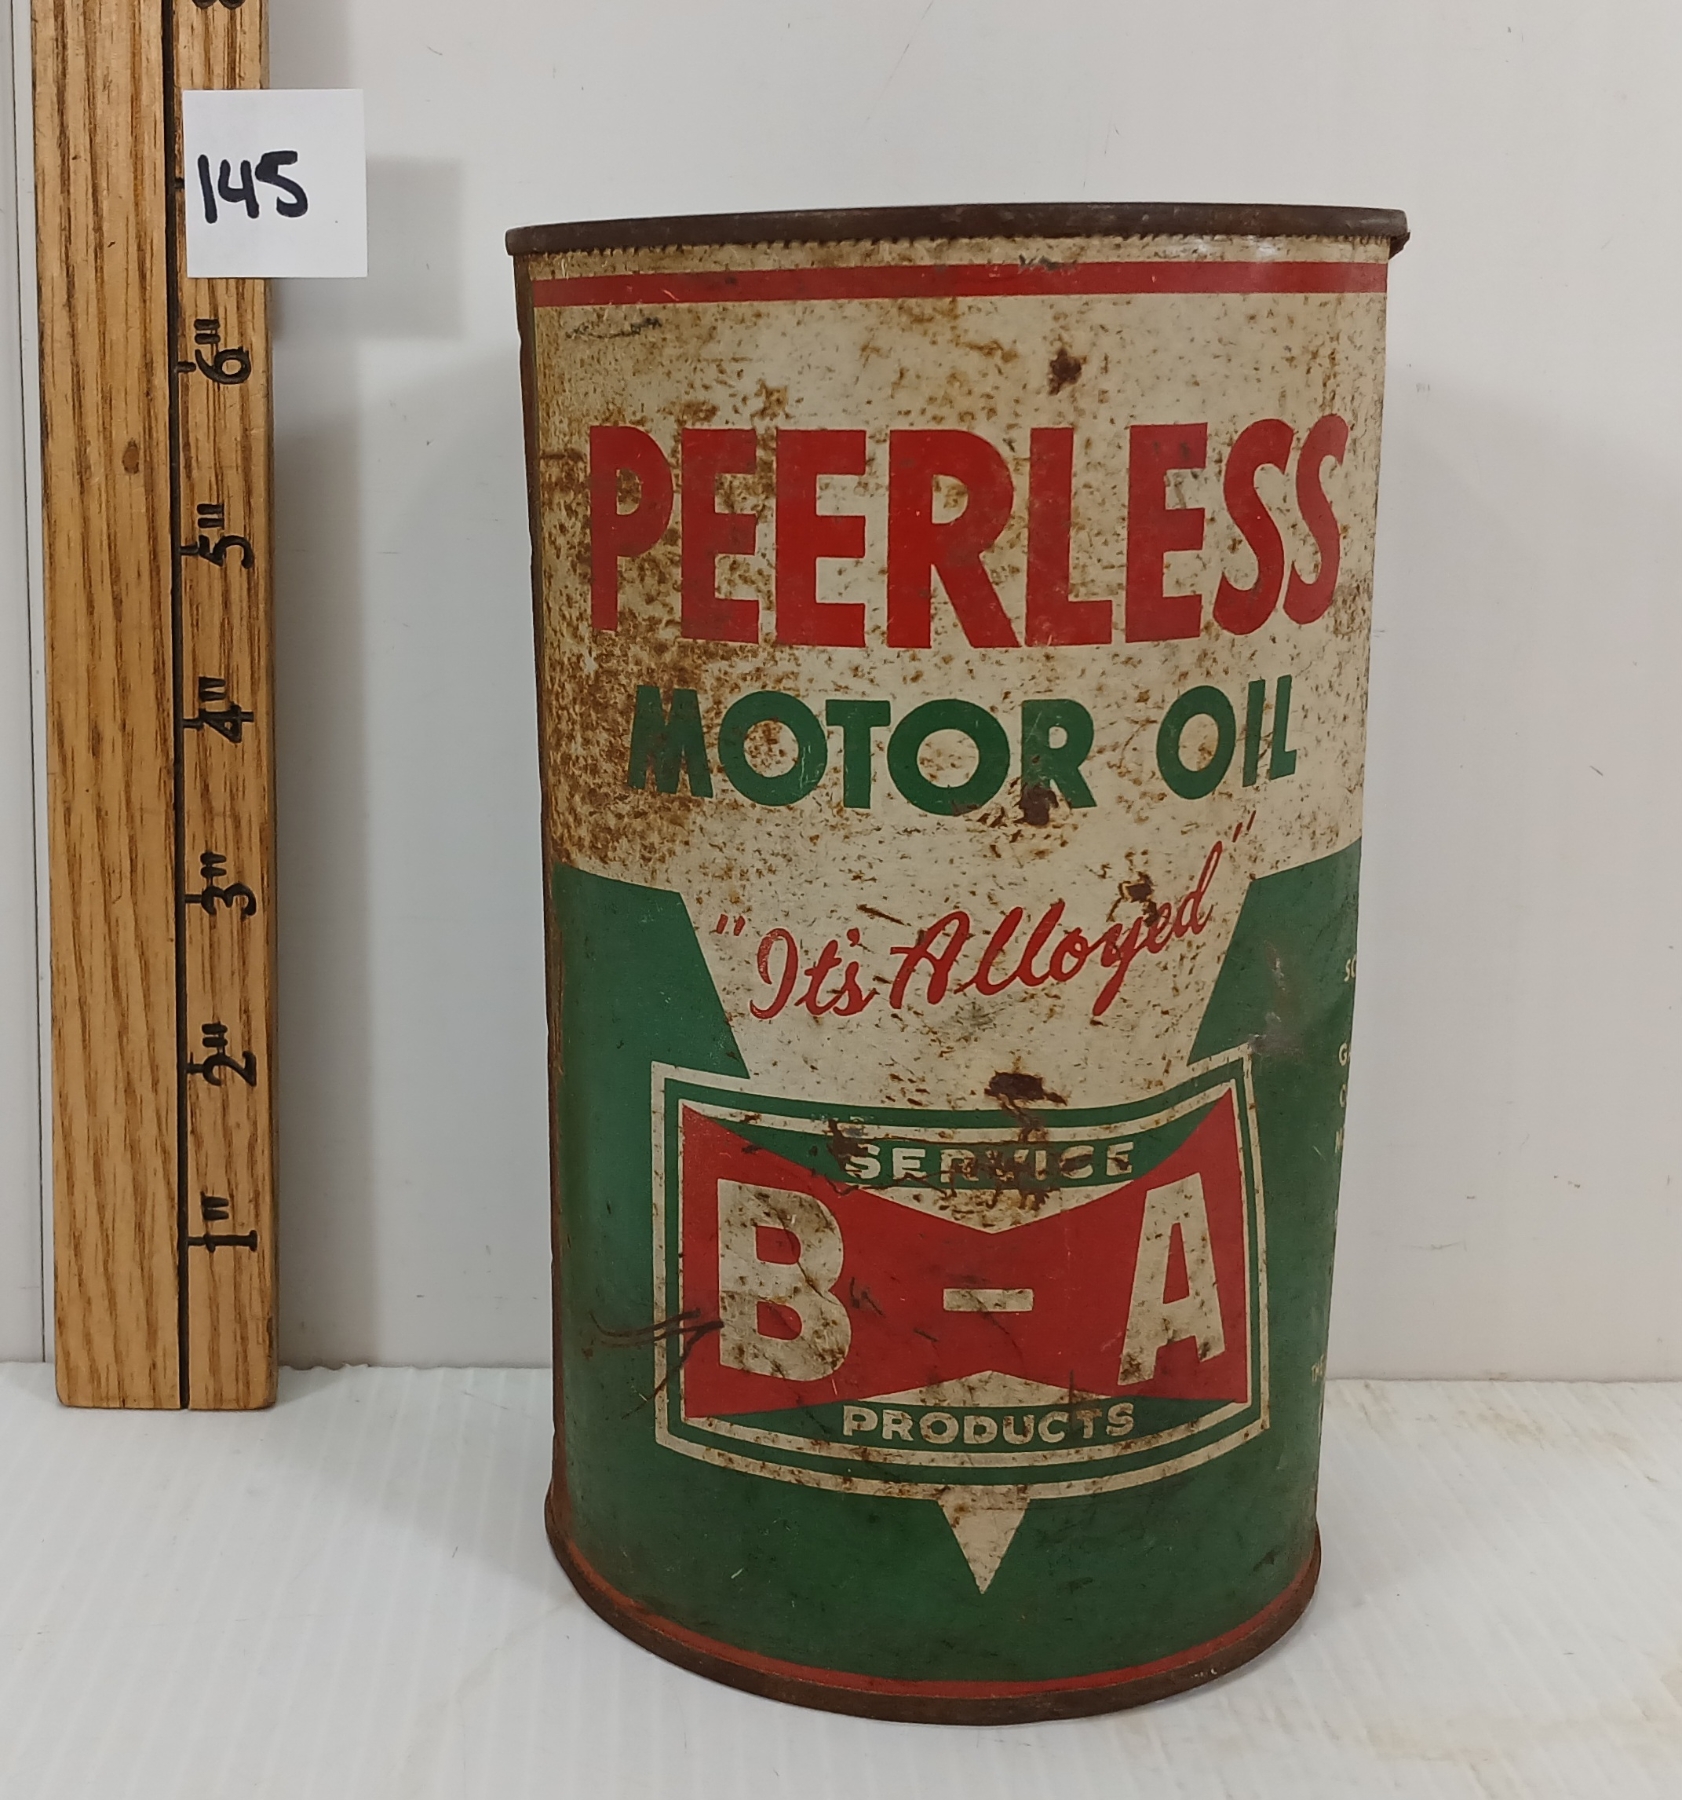 145
6"
5"
4"
3"
2"
1"
PEERLESS
MOTOR OIL
"It's Alloyed"
SERVICE
B-A
PRODUCTS